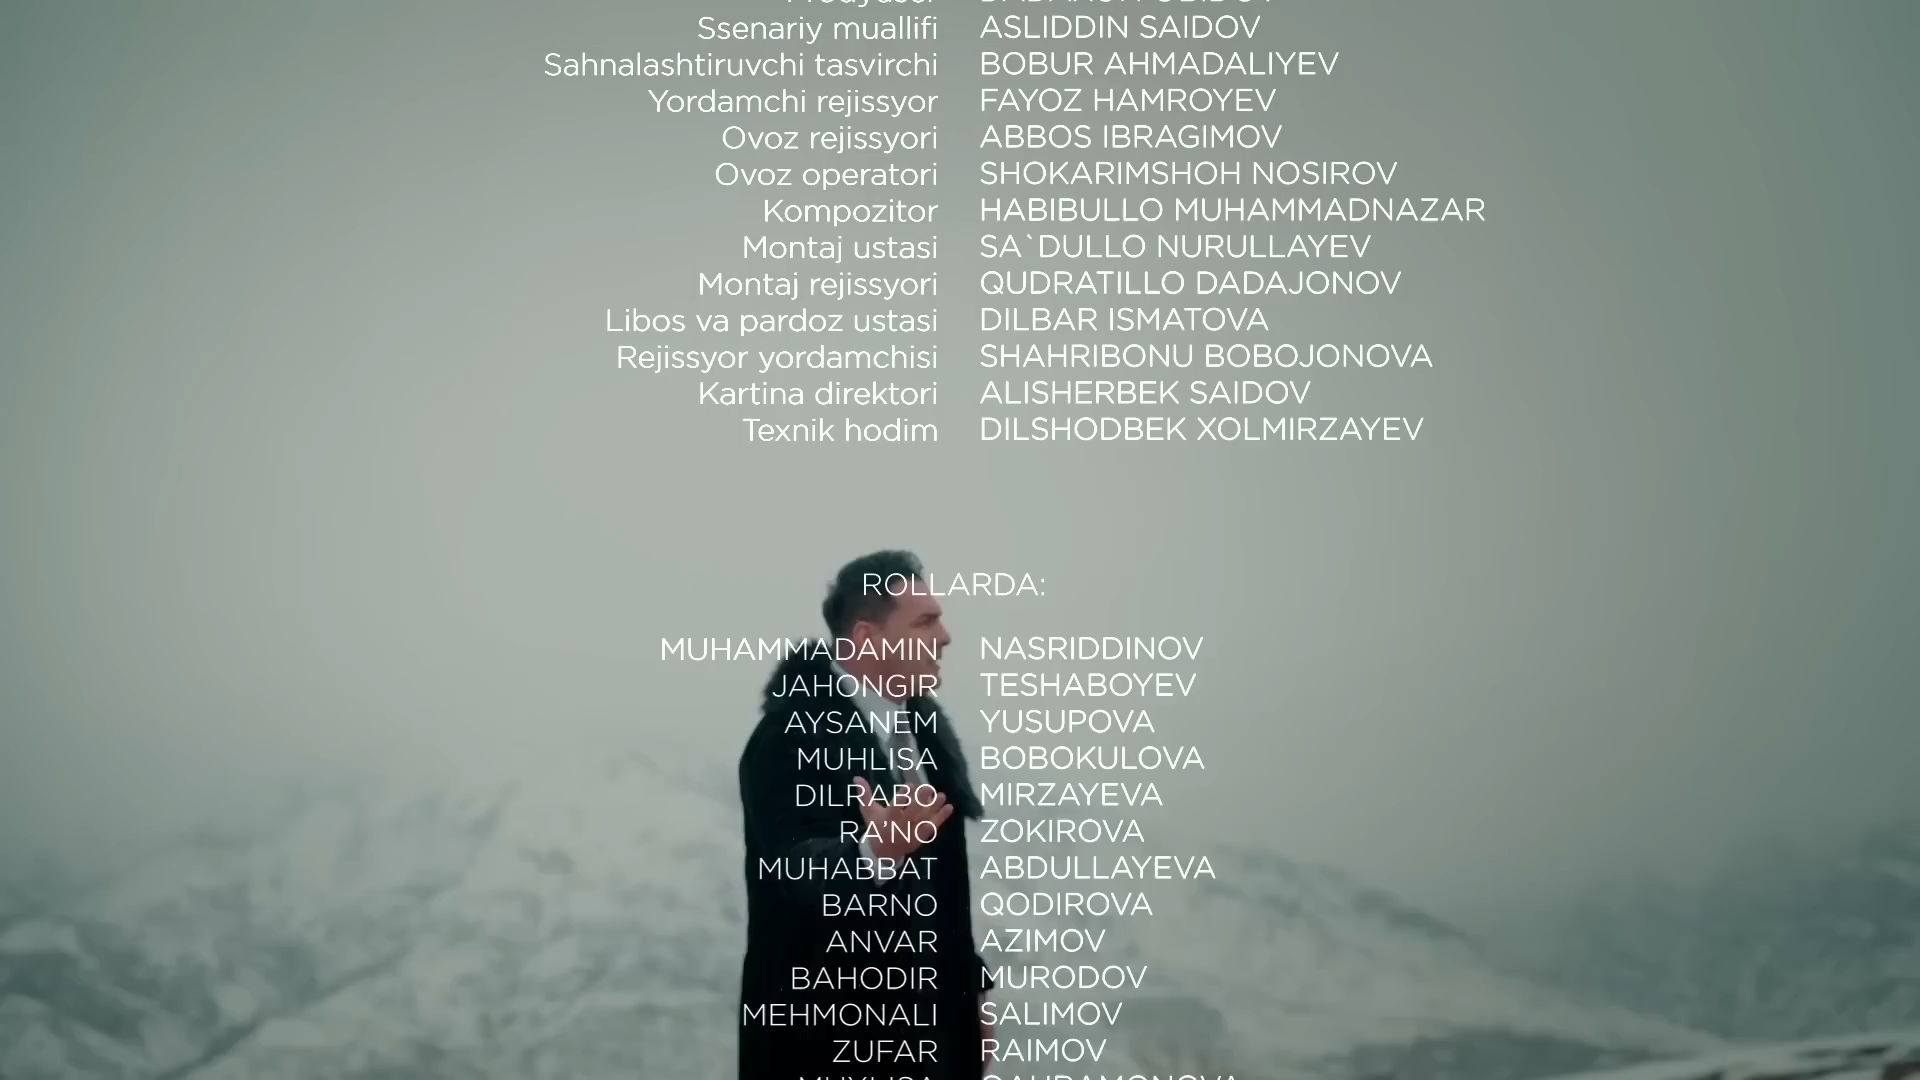 Ssenariy muallifi ASLIDDIN SAIDOV
Sahnalashtiruvchi tasvirchi BOBUR AHMADALIYEV
Yordamchi rejissyor FAYOZ HAMROYEV
Ovoz rejissyori ABBOS IBRAGIMOV
Ovoz operatori SHOKARIMSHOH NOSIROV
Kompozitor HABIBULLO MUHAMMADNAZAR
Montaj ustasi SA`DULLO NURULLAYEV
Montaj rejissyori QUDRATILLO DADAJONOV
Libos va pardoz ustasi DILBAR ISMATOVA
Rejissyor yordamchisi SHAHRIBONU BOBOJONOVA
Kartina direktori ALISHERBEK SAIDOV
Texnik hodim DILSHODBEK XOLMIRZAYEV
ROLLARDA:
MUHAMMADAMIN NASRIDDINOV
JAHONGIR TESHABOYEV
AYSANEM YUSUPOVA
MUHLISA BOBOKULOVA
DILRABO MIRZAYEVA
RA’NO ZOKIROVA
MUHABBAT ABDULLAYEVA
BARNO QODIROVA
ANVAR AZIMOV
BAHODIR MURODOV
MEHMONALI SALIMOV
ZUFAR RAIMOV